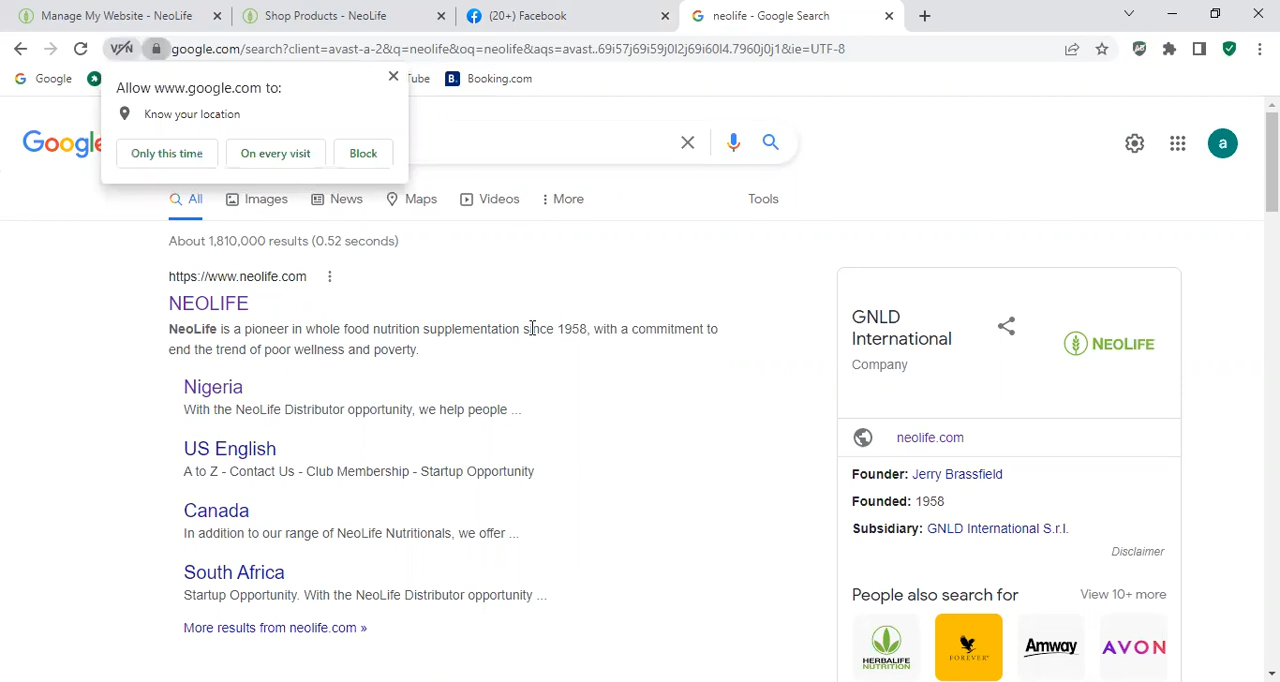 Manage My Website - NeoLife
Shop Products - NeoLife
(20+) Facebook
neolife - Google Search
VPN
google.com/search?client=avast-a-2&q=neolife&oq=neolife&aqs=avast..69i57j69i59j0l2j69i60l4.7960j0j1&ie=UTF-8
Google
Tube
Booking.com
Allow www.google.com to:
Know your location
Only this time
On every visit
Block
Google
a
All
Images
News
Maps
Videos
More
Tools
About 1,810,000 results (0.52 seconds)
https://www.neolife.com
NEOLIFE
NeoLife is a pioneer in whole food nutrition supplementation since 1958, with a commitment to
end the trend of poor wellness and poverty.
Nigeria
With the NeoLife Distributor opportunity, we help people ...
US English
A to Z - Contact Us - Club Membership - Startup Opportunity
Canada
In addition to our range of NeoLife Nutritionals, we offer ...
South Africa
Startup Opportunity. With the NeoLife Distributor opportunity ...
More results from neolife.com »
GNLD
International
Company
NEOLIFE
neolife.com
Founder: Jerry Brassfield
Founded: 1958
Subsidiary: GNLD International S.r.l.
Disclaimer
People also search for
View 10+ more
HERBALIFE
NUTRITION
FOREVER
Amway
AVON